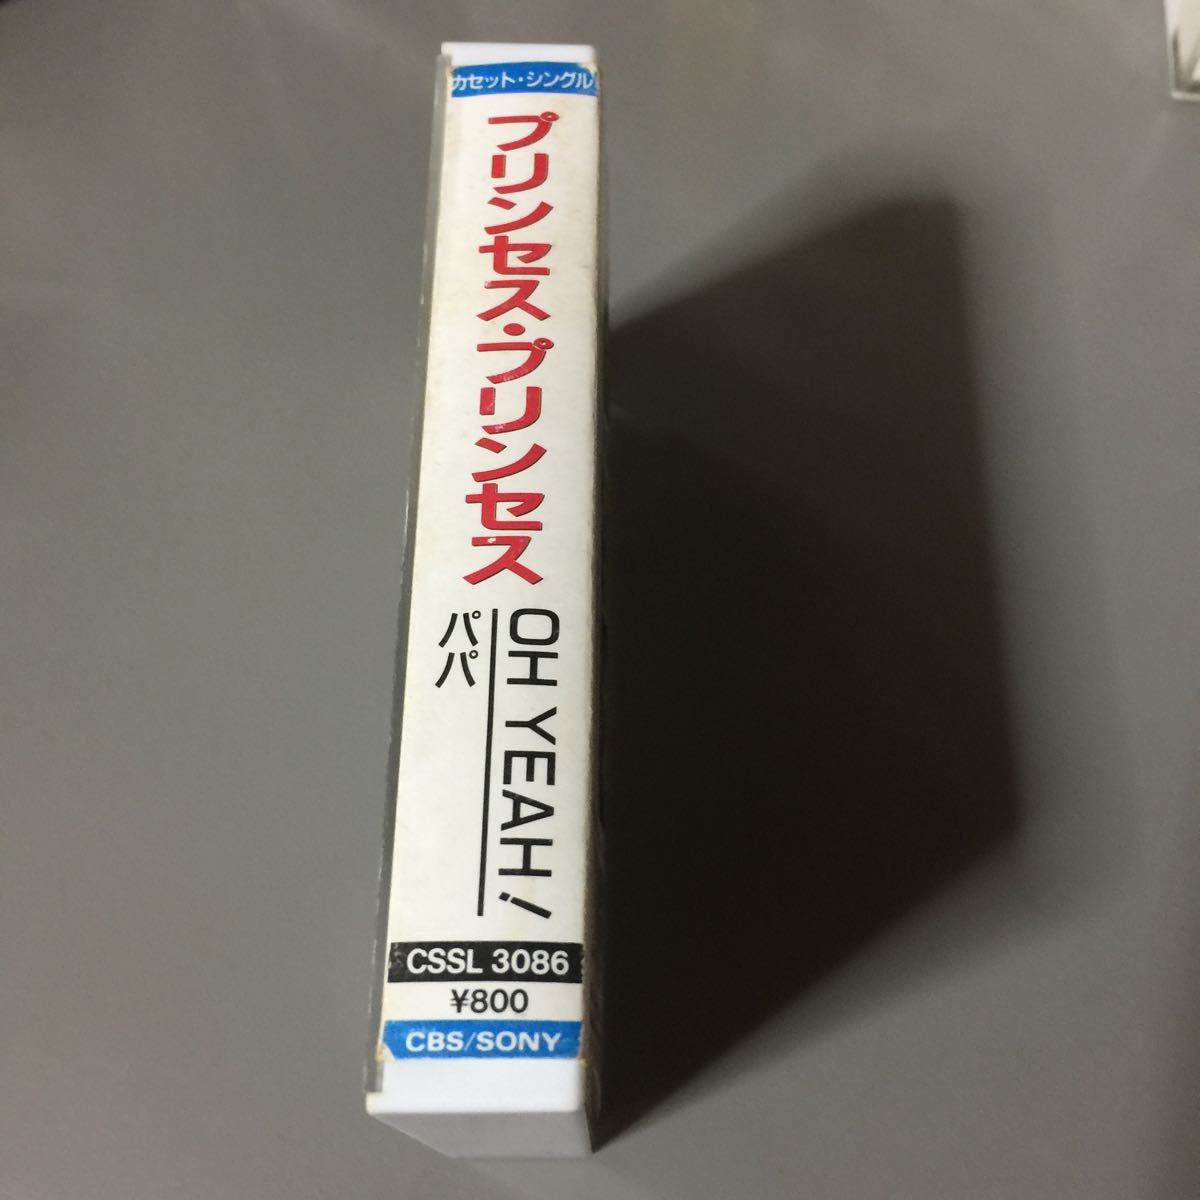 カセット・シングル
プリンセス・プリンセス
OH YEAH!
パパ
CSSL 3086
¥800
CBS/SONY